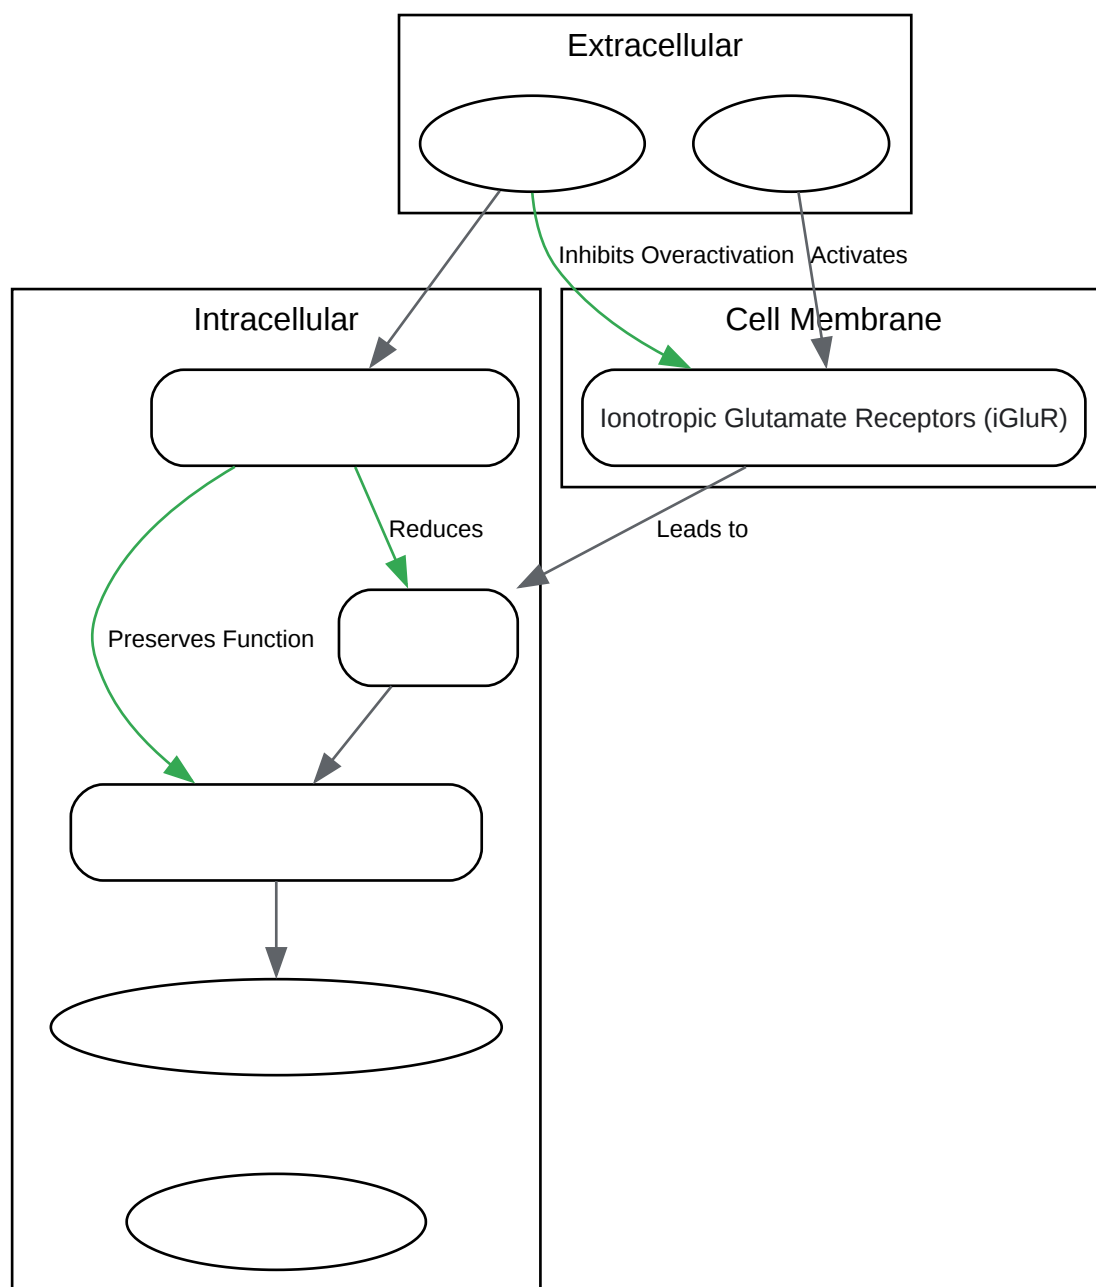 Extracellular
Inhibits Overactivation
Activates
Intracellular
Cell Membrane
Ionotropic Glutamate Receptors (iGluR)
Reduces
Leads to
Preserves Function